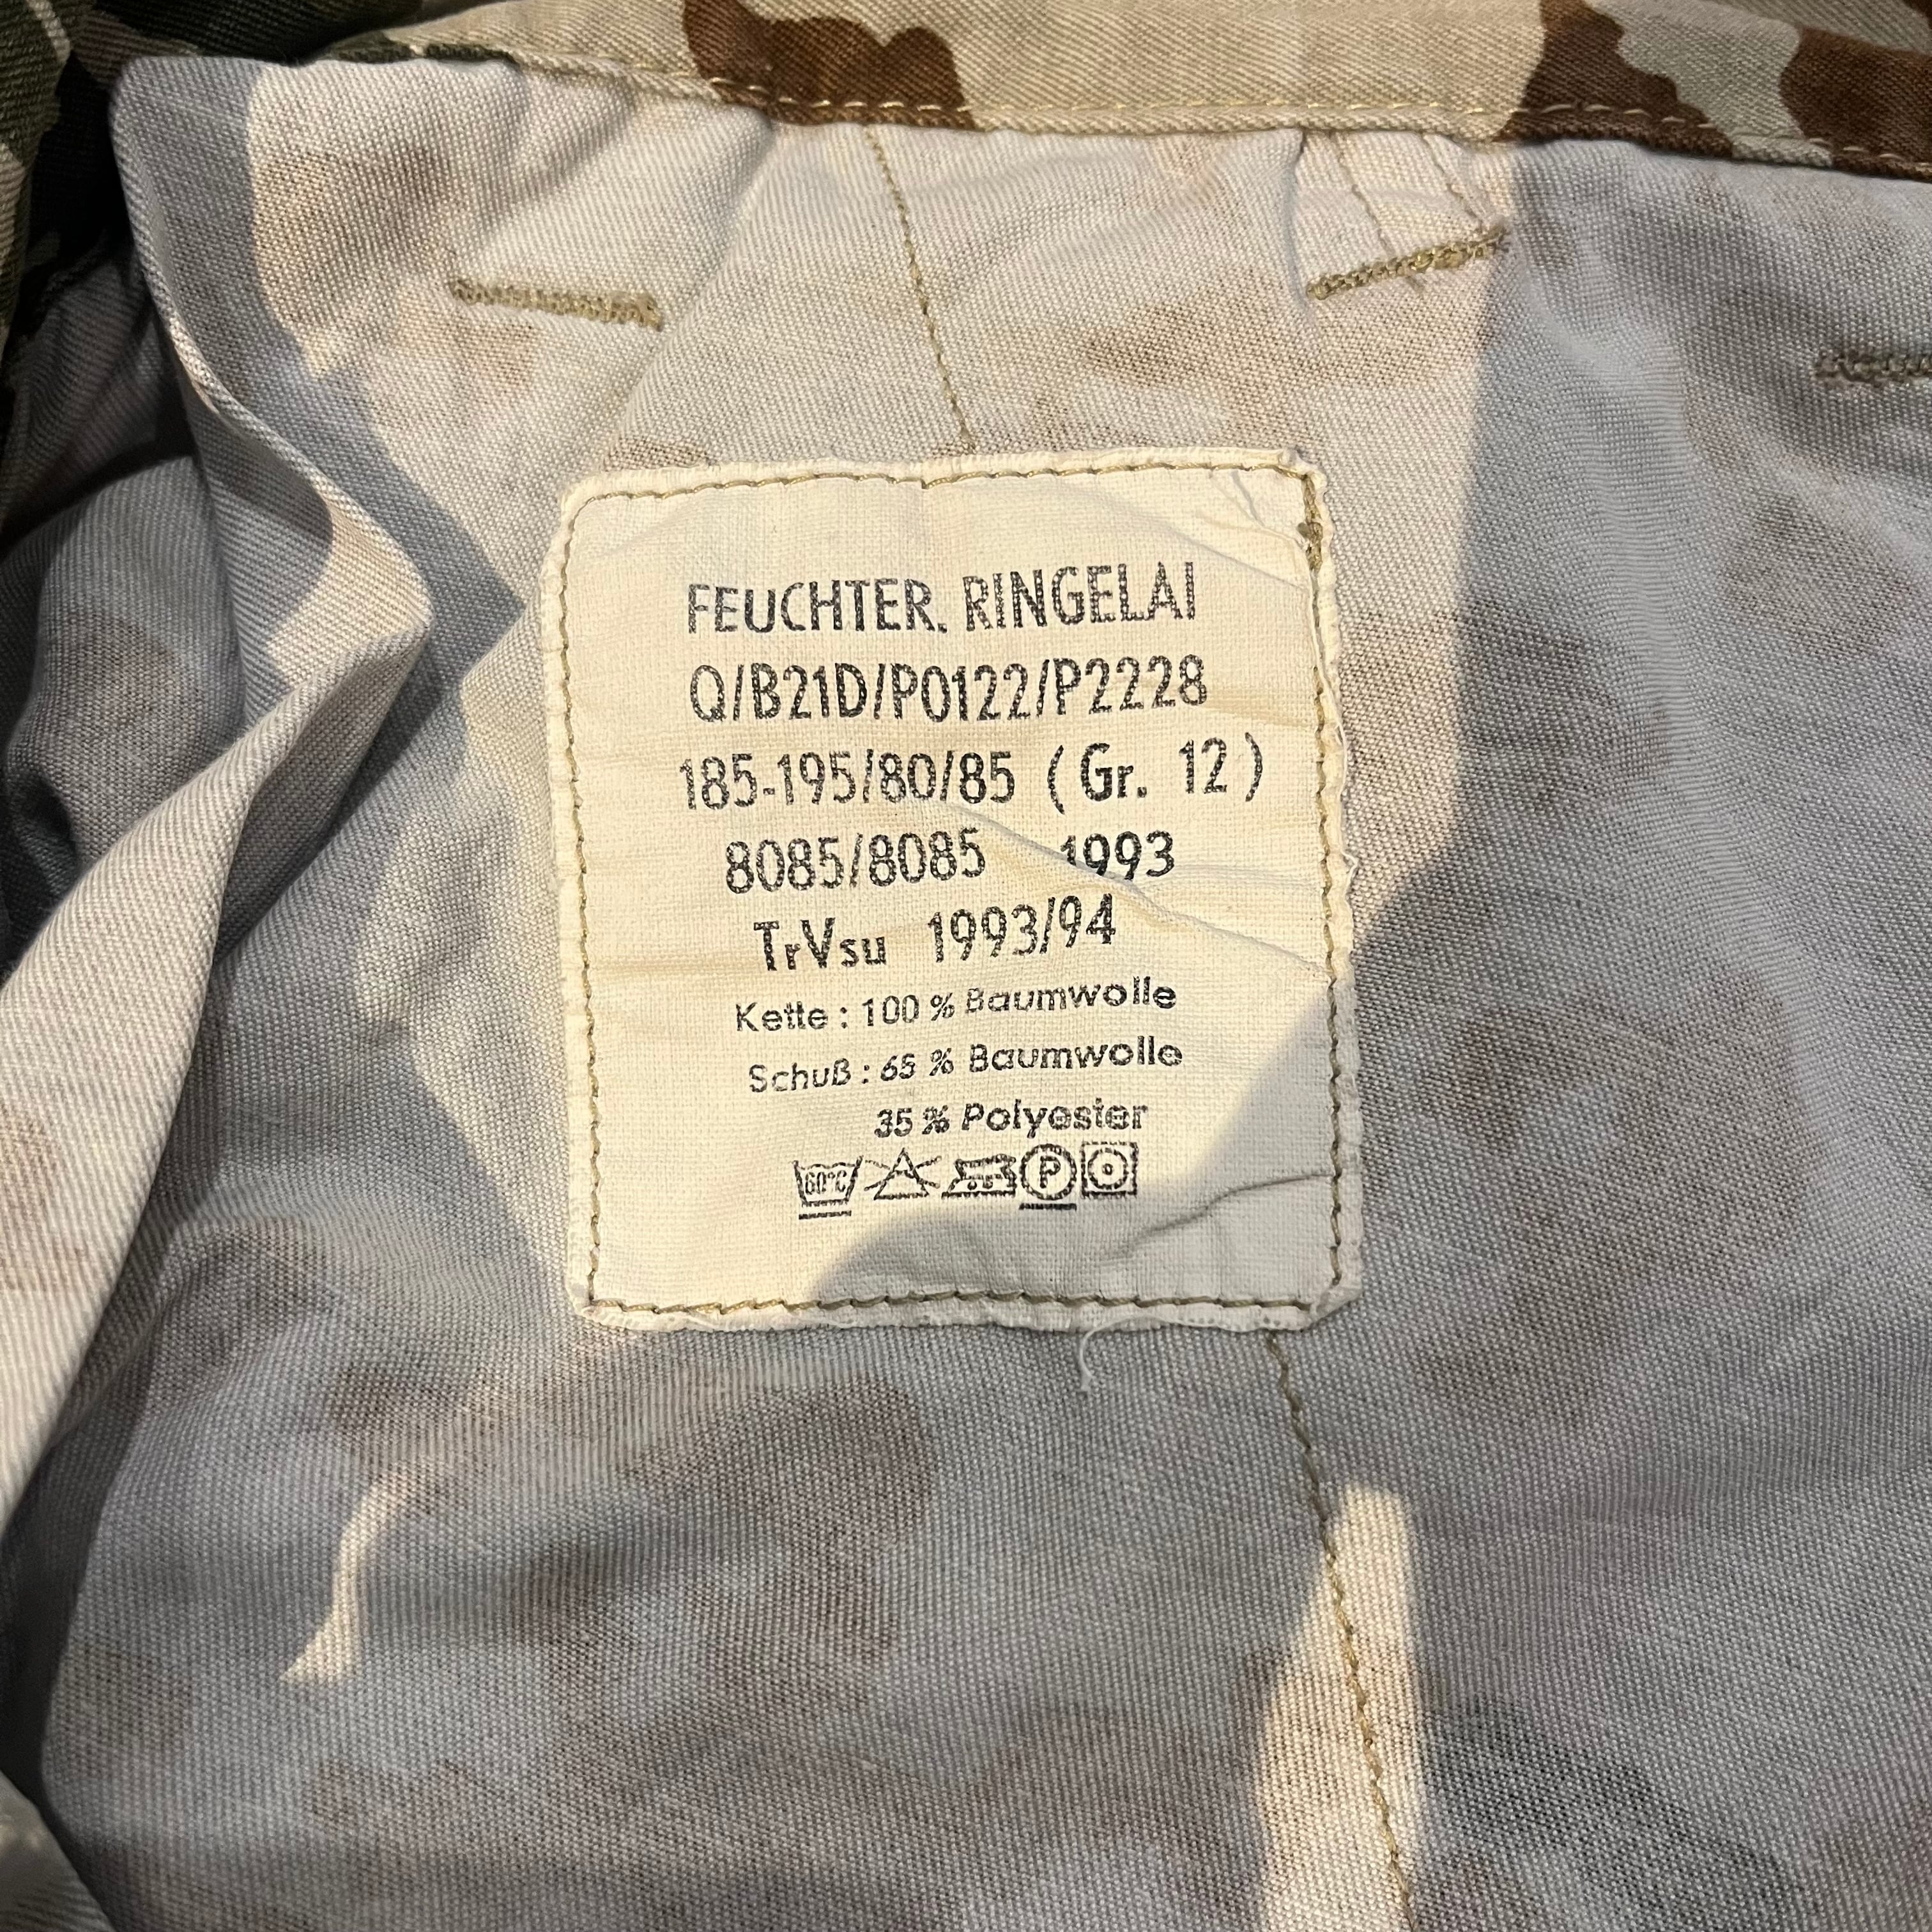 FEUCHTER. RINGELAI
Q/B21D/P0122/P2228
185-195/80/85 (Gr. 12)
8085/8085 1993
TrVsu 1993/94
Kette: 100 % Baumwolle
Schuß: 65 % Baumwolle
35 % Polyester
60°C P